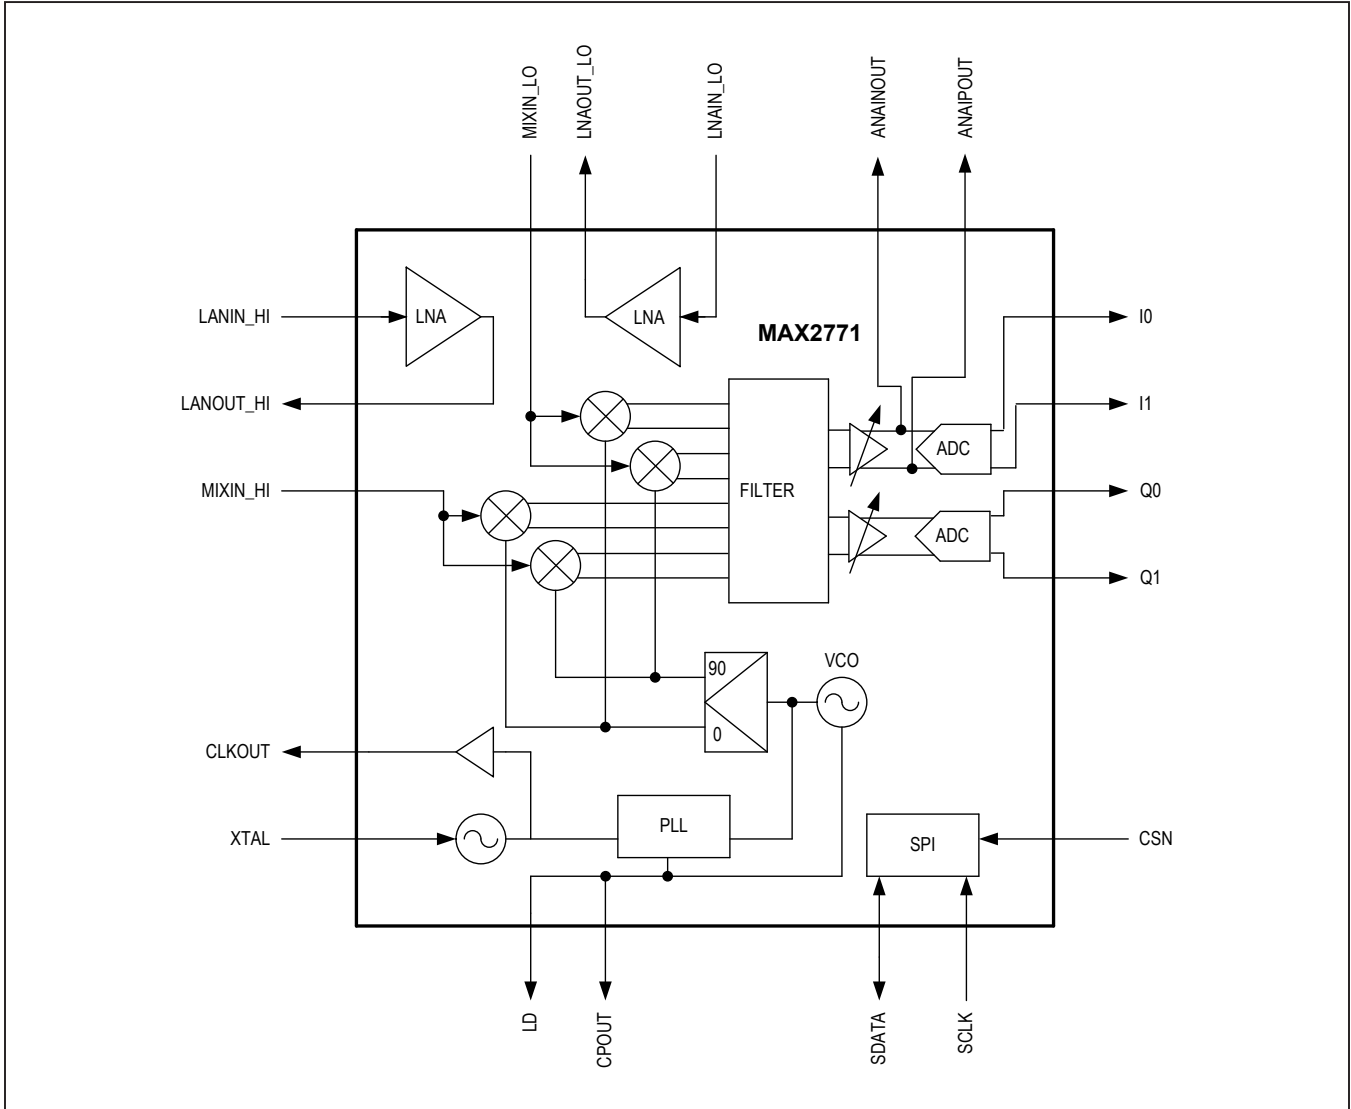 MIXIN_LO
LNAOUT_LO
LNAIN_LO
ANAINOUT
ANAIPOUT
LANIN_HI
LNA
LNA
MAX2771
I0
LANOUT_HI
I1
ADC
MIXIN_HI
FILTER
Q0
ADC
Q1
90
VCO
0
CLKOUT
PLL
XTAL
SPI
CSN
LD
CPOUT
SDATA
SCLK